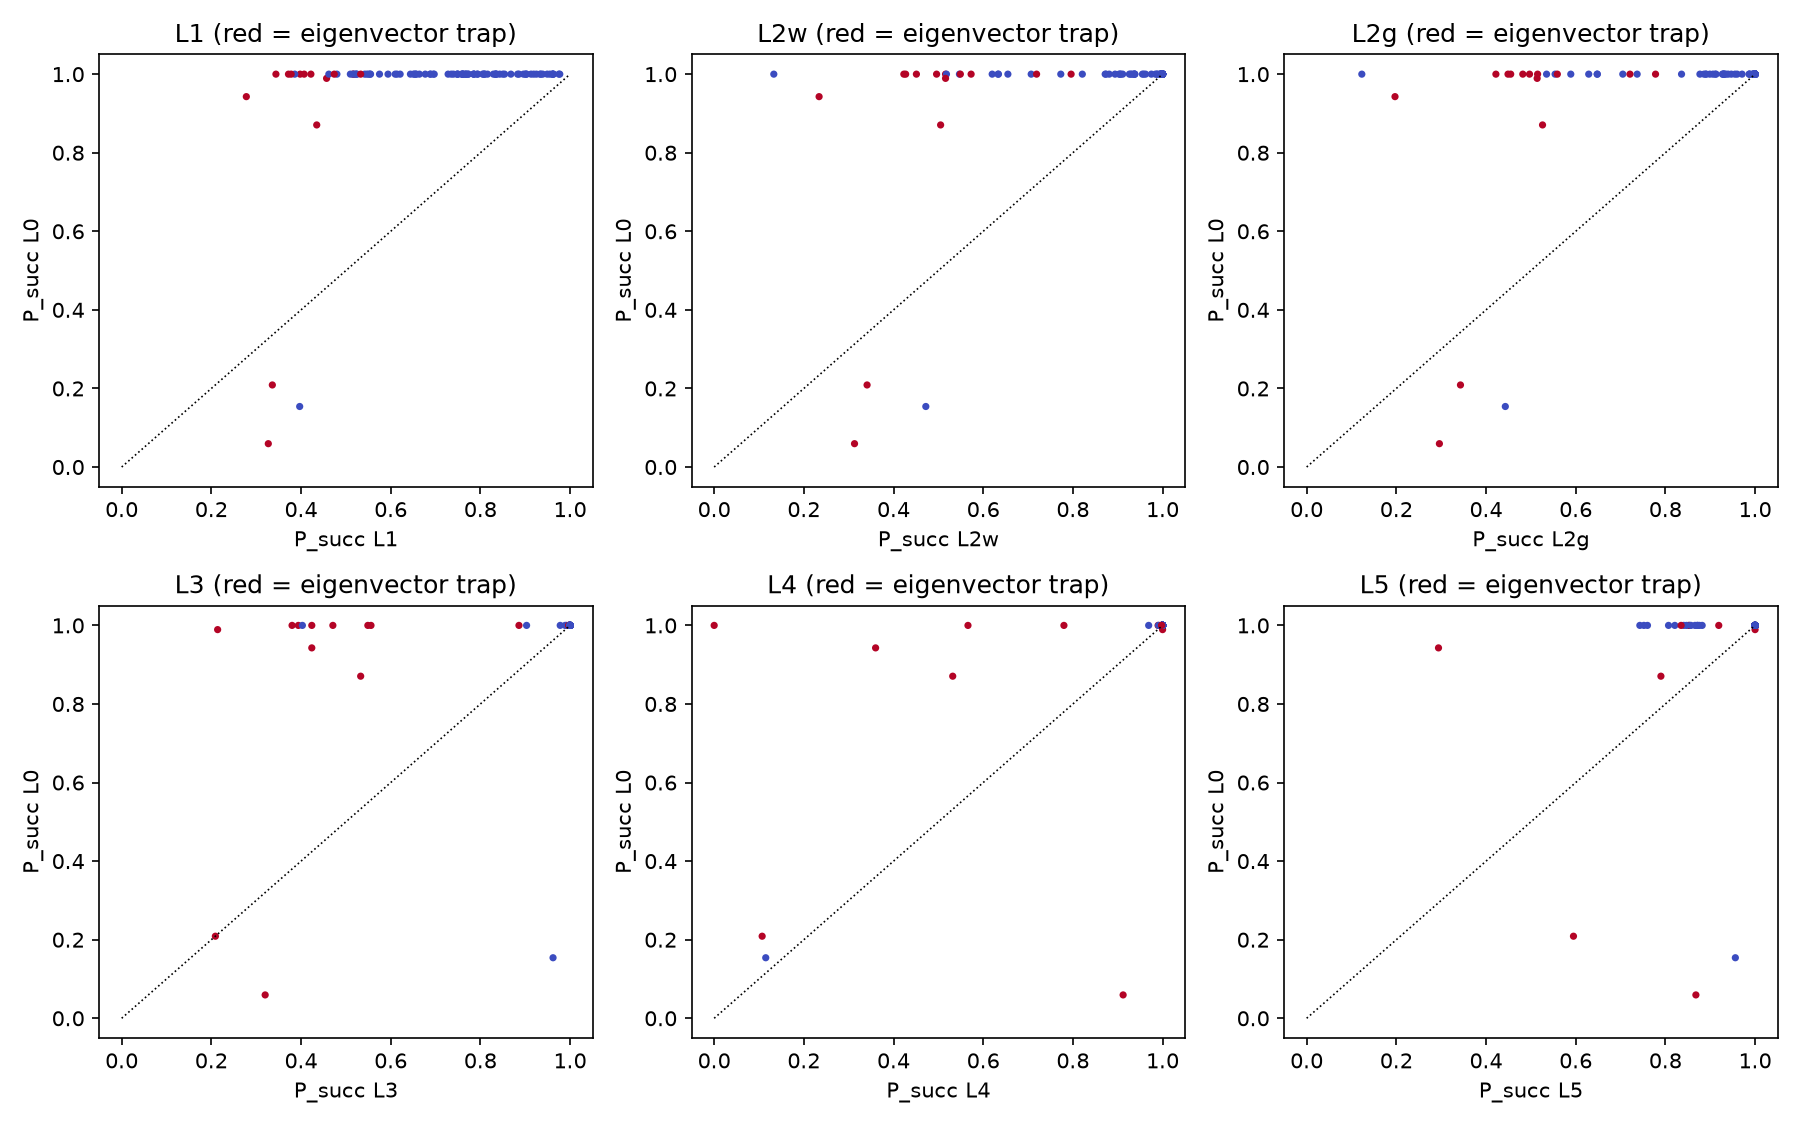 L1 (red = eigenvector trap)
P_succ L0
1.0
0.8
0.6
0.4
0.2
0.0
0.0 0.2 0.4 0.6 0.8 1.0
P_succ L1
L2w (red = eigenvector trap)
P_succ L0
1.0
0.8
0.6
0.4
0.2
0.0
0.0 0.2 0.4 0.6 0.8 1.0
P_succ L2w
L2g (red = eigenvector trap)
P_succ L0
1.0
0.8
0.6
0.4
0.2
0.0
0.0 0.2 0.4 0.6 0.8 1.0
P_succ L2g
L3 (red = eigenvector trap)
P_succ L0
1.0
0.8
0.6
0.4
0.2
0.0
0.0 0.2 0.4 0.6 0.8 1.0
P_succ L3
L4 (red = eigenvector trap)
P_succ L0
1.0
0.8
0.6
0.4
0.2
0.0
0.0 0.2 0.4 0.6 0.8 1.0
P_succ L4
L5 (red = eigenvector trap)
P_succ L0
1.0
0.8
0.6
0.4
0.2
0.0
0.0 0.2 0.4 0.6 0.8 1.0
P_succ L5